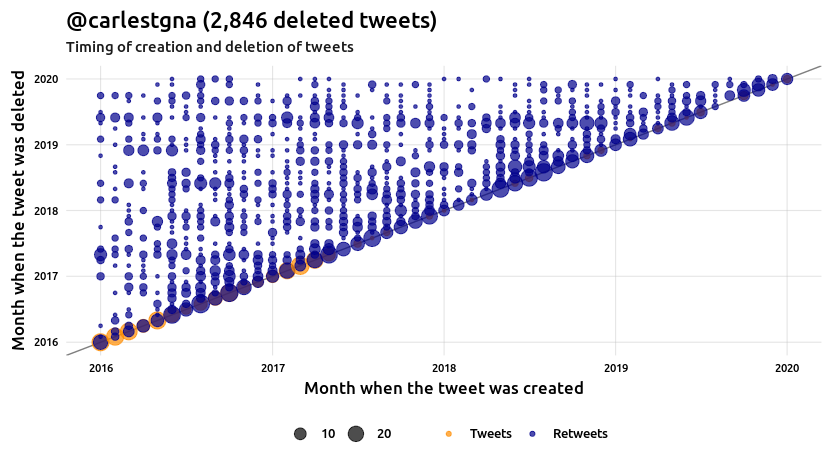 @carlestgna (2,846 deleted tweets)
Timing of creation and deletion of tweets
Month when the tweet was deleted
2020
2019
2018
2017
2016
2016 2017 2018 2019 2020
Month when the tweet was created
10 20 Tweets Retweets